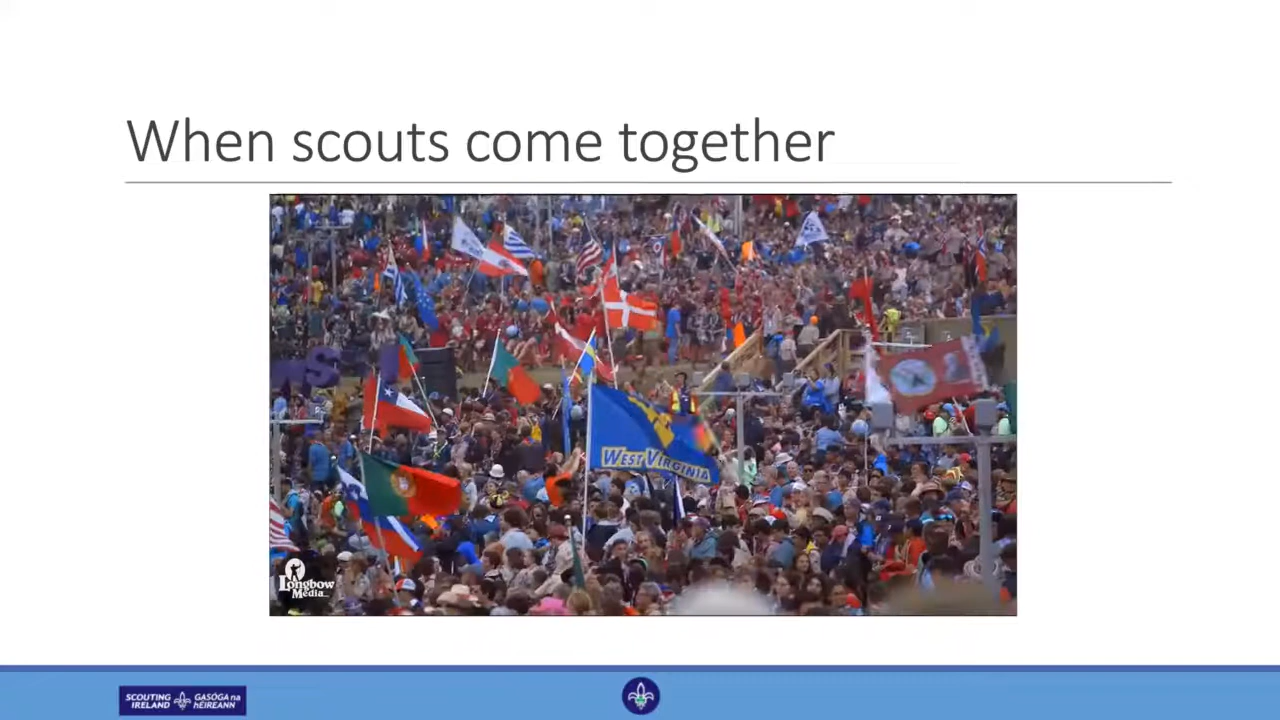 When scouts come together
S
WEST VIRGINIA
Longbow
Media
SCOUTING
IRELAND
GASÓGA na
hÉIREANN